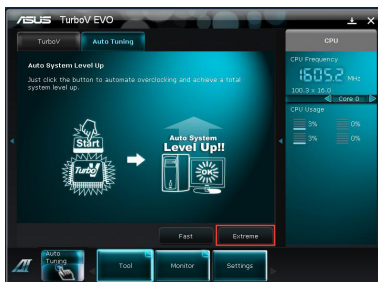 ASUS TurboV EVO
TurboV
Auto Tuning
CPU
Auto System Level Up
Just click the button to automate overclocking and achieve a total
system level up.
CPU Frequency
1605.2 MHz
100.3 x 16.0
Core 0
CPU Usage
3%
0%
3%
0%
Start
Turbo!
Auto System
Level Up!!
OK
Fast
Extreme
Auto
Tuning
Tool
Monitor
Settings